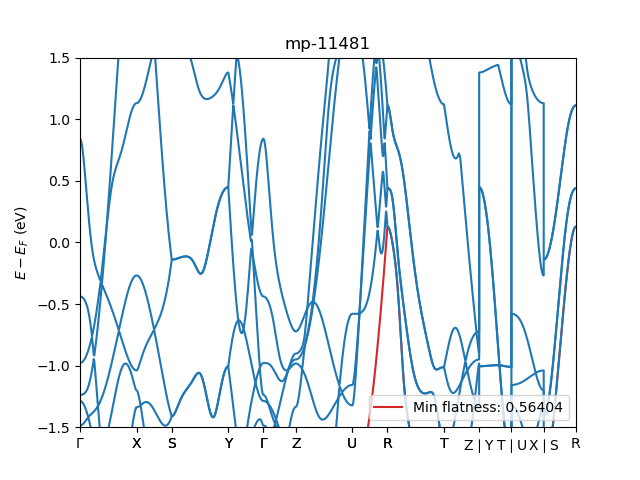 mp-11481
E − E_F (eV)
1.5
1.0
0.5
0.0
−0.5
−1.0
−1.5
Min flatness: 0.56404
Γ X S Y Γ Z U R T Z | Y T | U X | S R